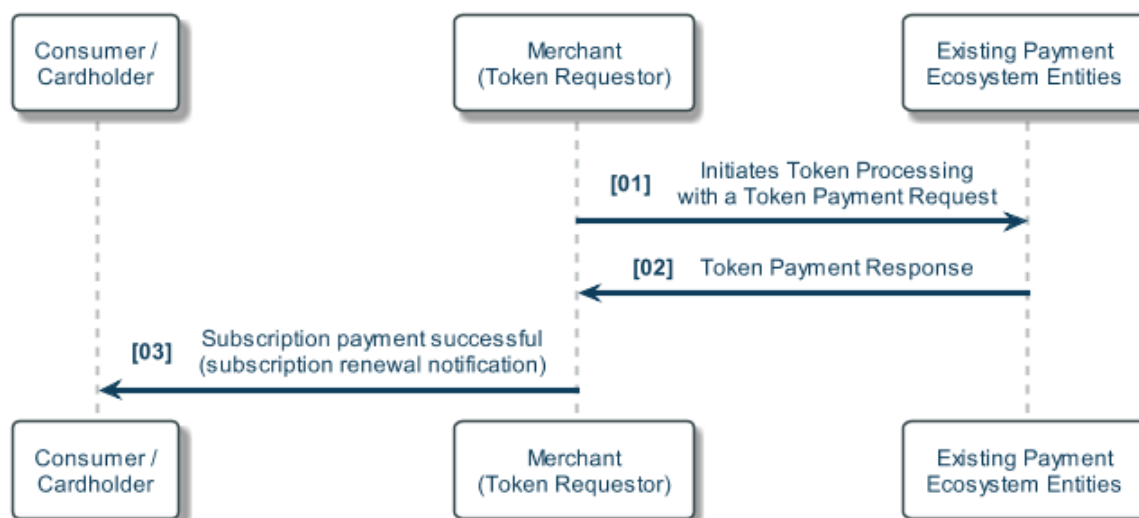 Consumer /
Cardholder
Merchant
(Token Requestor)
Existing Payment
Ecosystem Entities
[01] Initiates Token Processing
with a Token Payment Request
[02] Token Payment Response
[03] Subscription payment successful
(subscription renewal notification)
Consumer /
Cardholder
Merchant
(Token Requestor)
Existing Payment
Ecosystem Entities